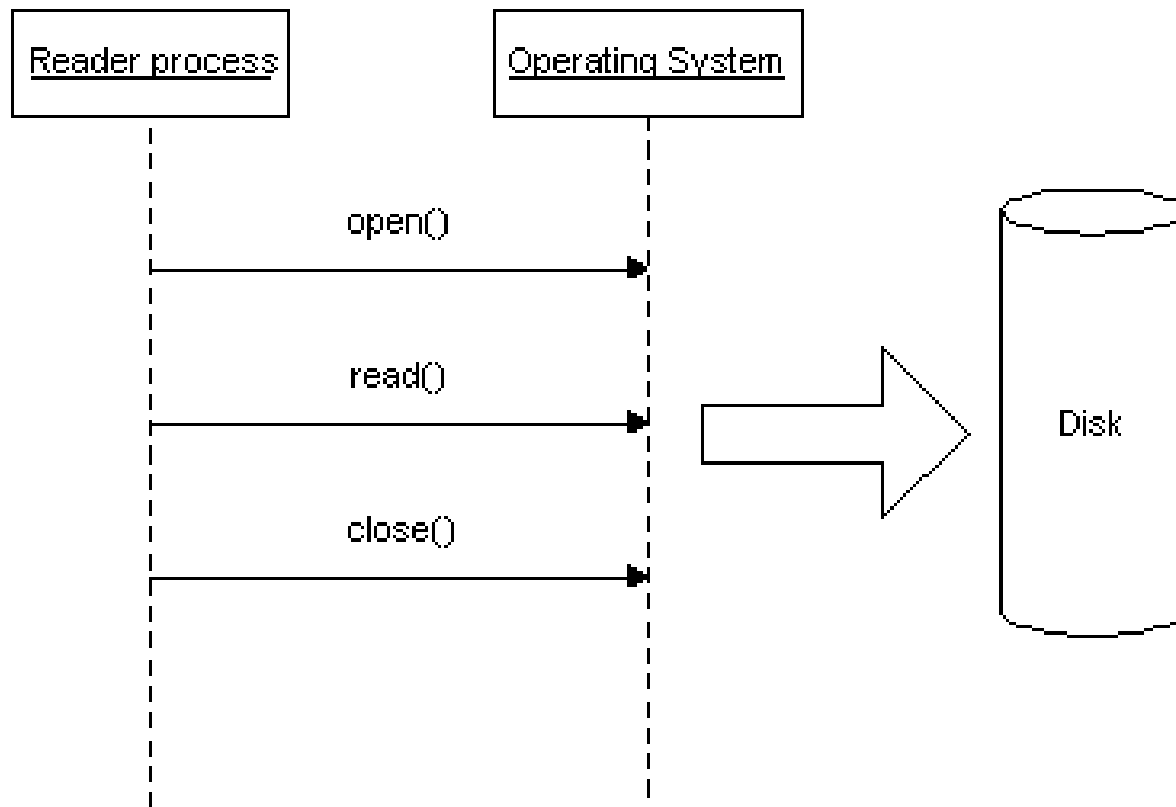 Reader process
Operating System
open()
read()
Disk
close()